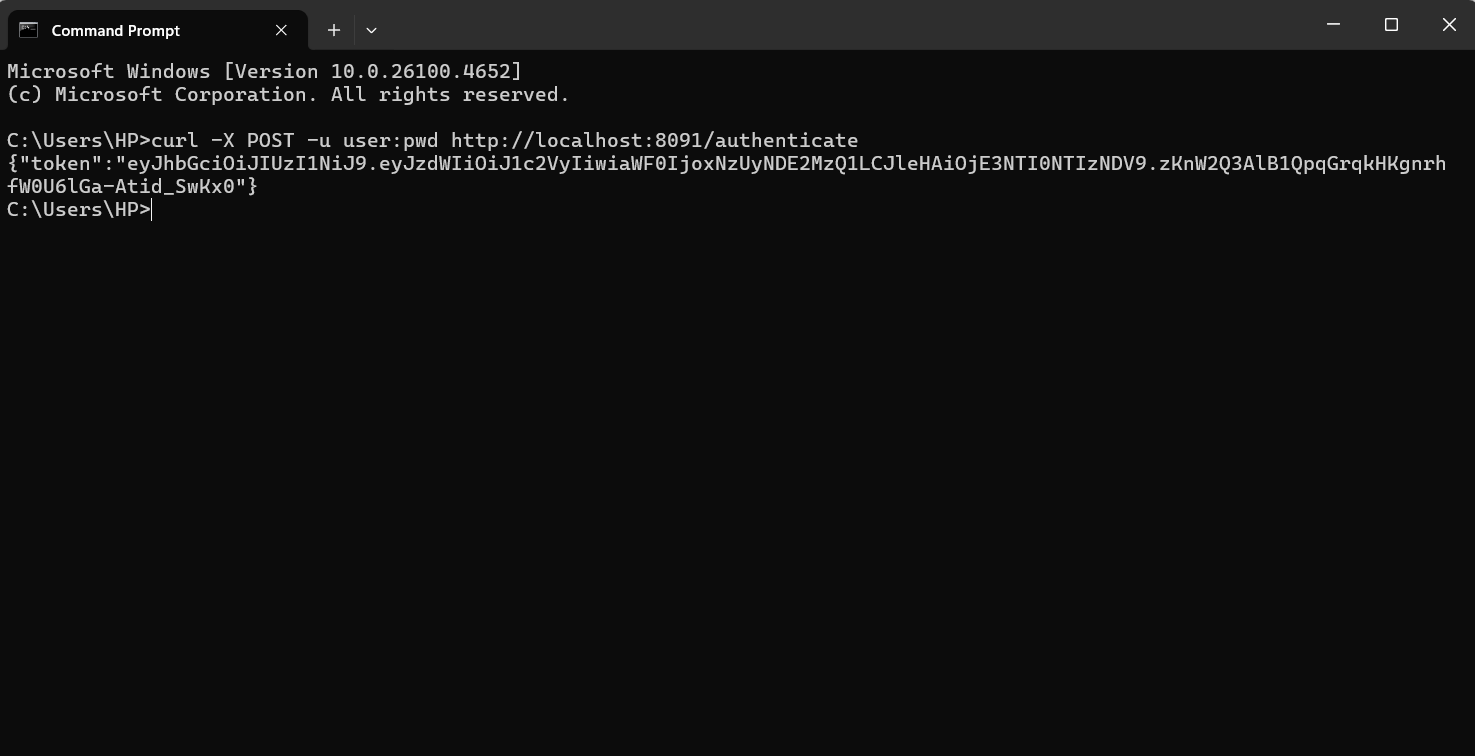 Command Prompt
Microsoft Windows [Version 10.0.26100.4652]
(c) Microsoft Corporation. All rights reserved.
C:\Users\HP>curl -X POST -u user:pwd http://localhost:8091/authenticate
{"token":"eyJhbGciOiJIUzI1NiJ9.eyJzdWIiOiJ1c2VyIiwiaWF0IjoxNzUyNDE2MzQ1LCJleHAiOjE3NTI0NTIzNDV9.zKnW2Q3AlB1QpqGrqkHKgnrh
fW0U6lGa-Atid_SwKx0"}
C:\Users\HP>